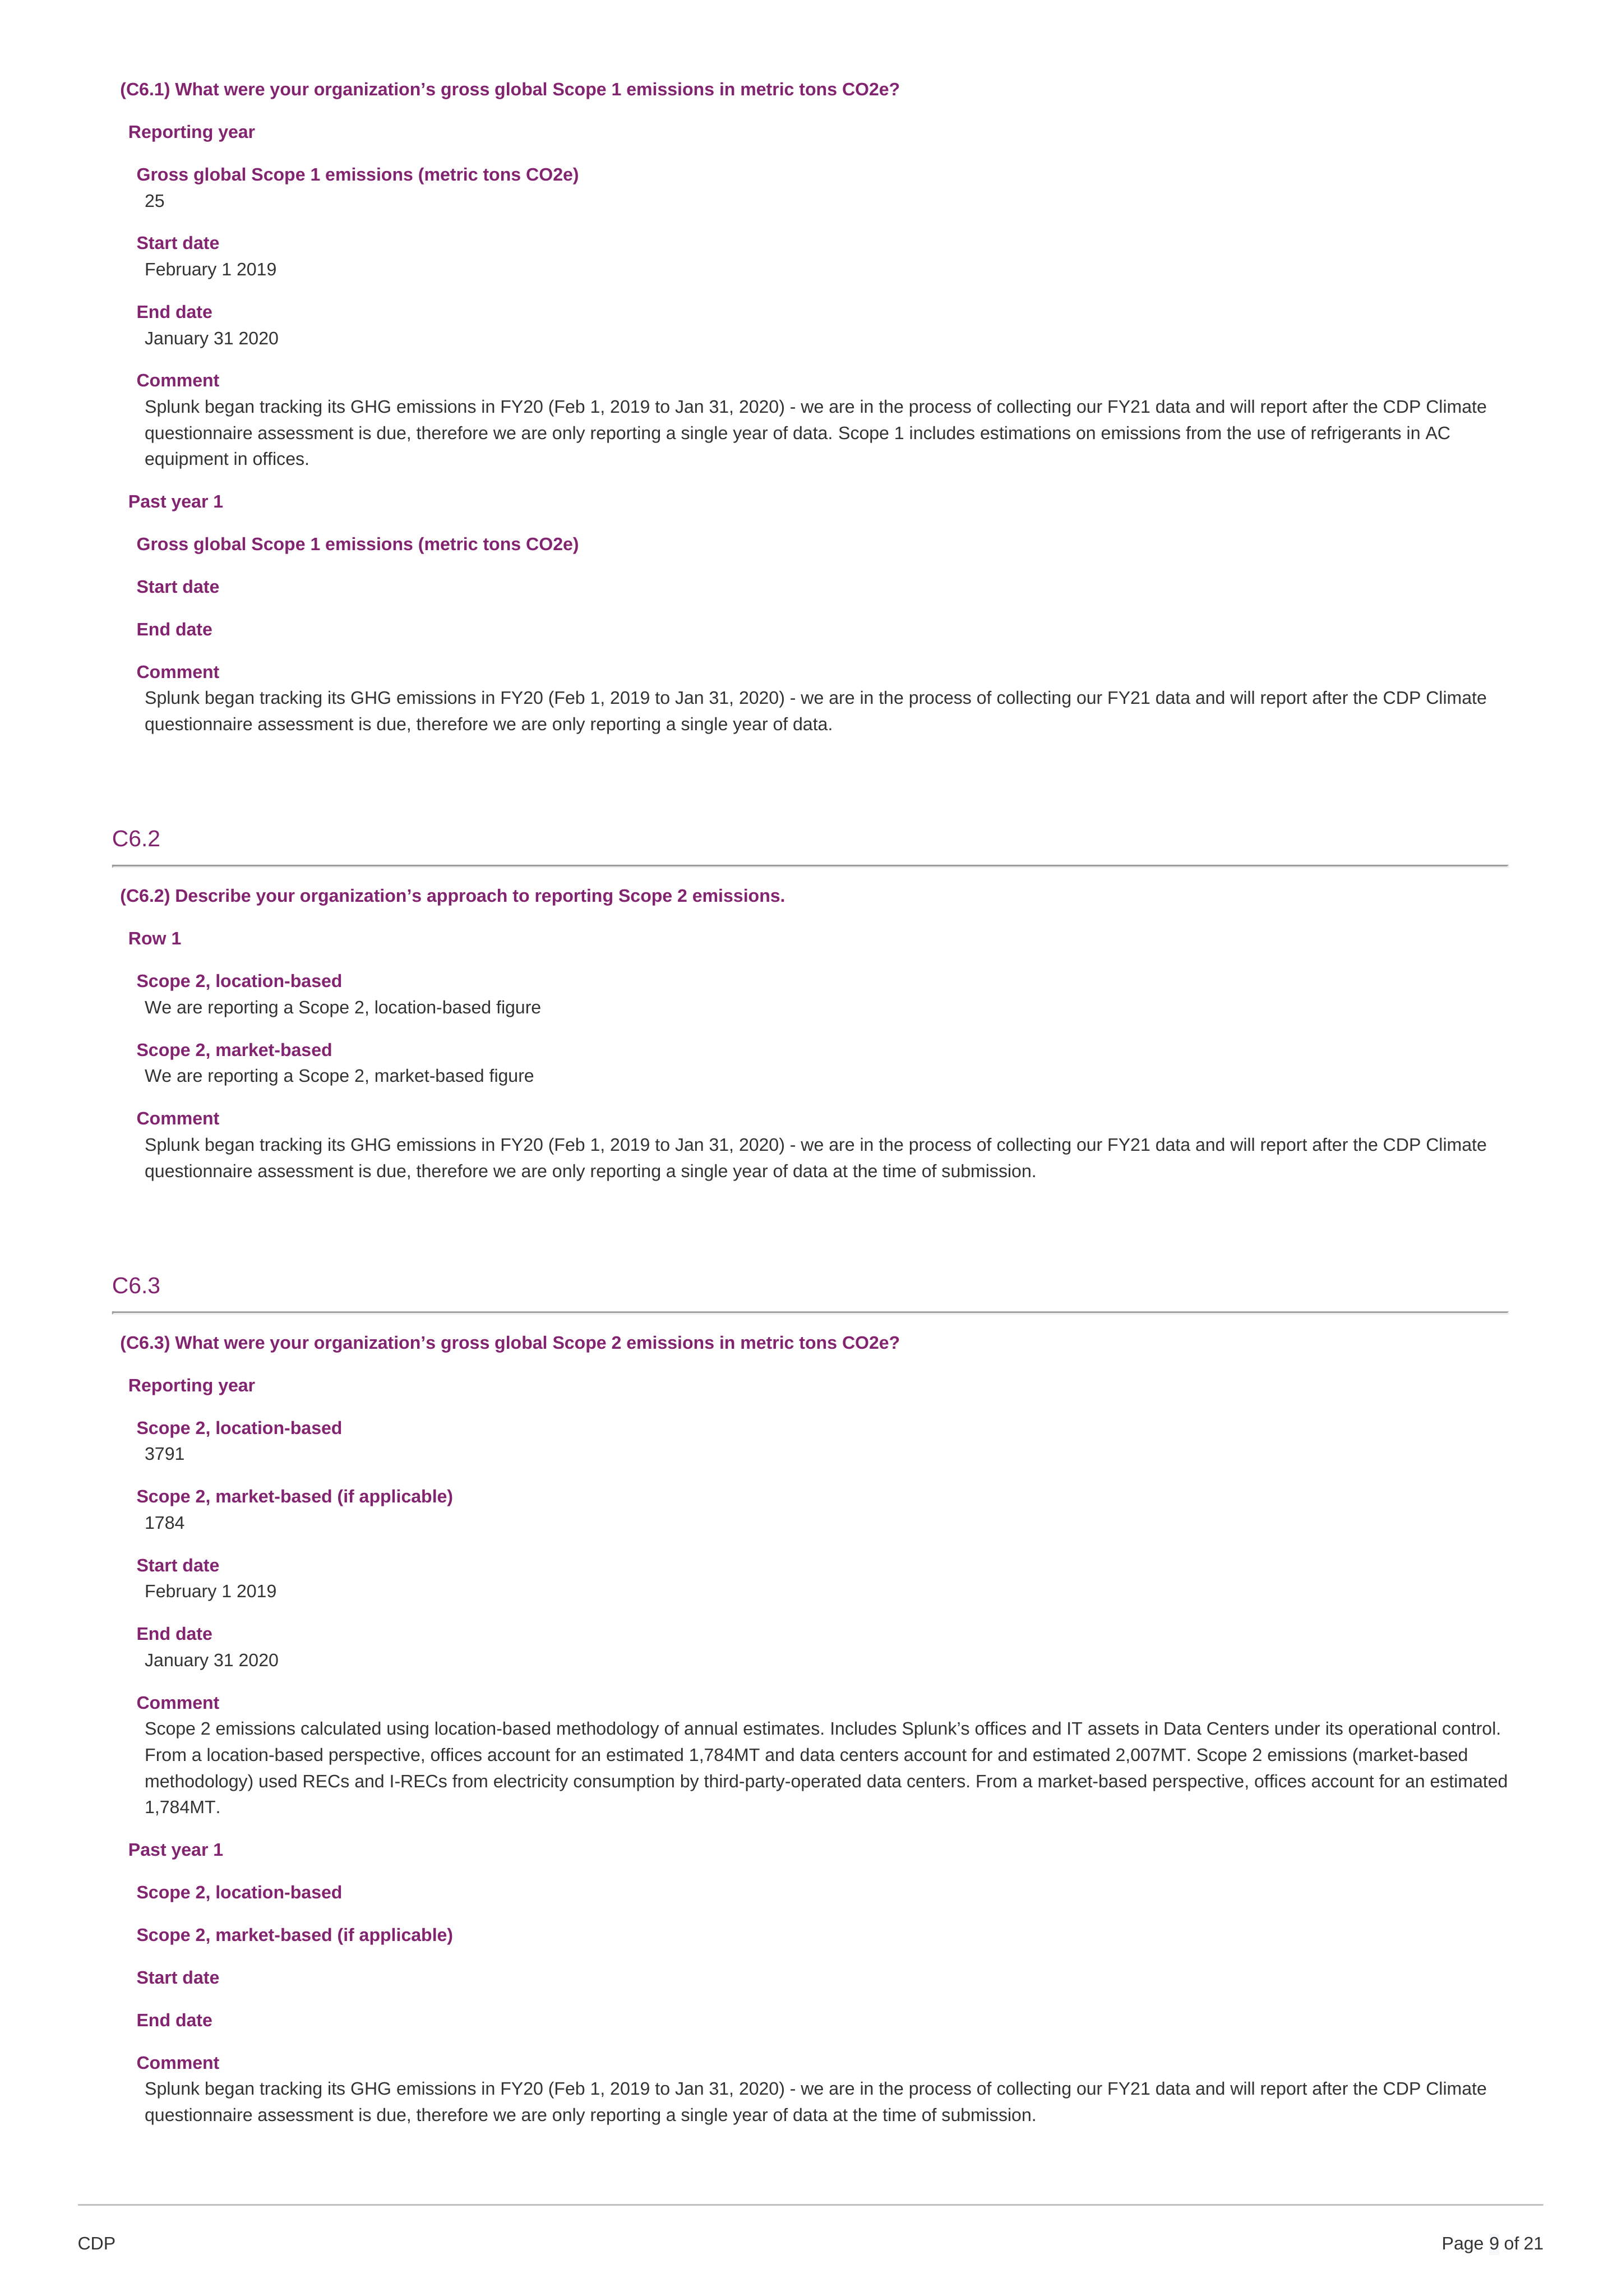 (C6.1) What were your organization’s gross global Scope 1 emissions in metric tons CO2e?
Reporting year
Gross global Scope 1 emissions (metric tons CO2e)
25
Start date
February 1 2019
End date
January 31 2020
Comment
Splunk began tracking its GHG emissions in FY20 (Feb 1, 2019 to Jan 31, 2020) - we are in the process of collecting our FY21 data and will report after the CDP Climate
questionnaire assessment is due, therefore we are only reporting a single year of data. Scope 1 includes estimations on emissions from the use of refrigerants in AC
equipment in offices.
Past year 1
Gross global Scope 1 emissions (metric tons CO2e)
Start date
End date
Comment
Splunk began tracking its GHG emissions in FY20 (Feb 1, 2019 to Jan 31, 2020) - we are in the process of collecting our FY21 data and will report after the CDP Climate
questionnaire assessment is due, therefore we are only reporting a single year of data.
C6.2
(C6.2) Describe your organization’s approach to reporting Scope 2 emissions.
Row 1
Scope 2, location-based
We are reporting a Scope 2, location-based figure
Scope 2, market-based
We are reporting a Scope 2, market-based figure
Comment
Splunk began tracking its GHG emissions in FY20 (Feb 1, 2019 to Jan 31, 2020) - we are in the process of collecting our FY21 data and will report after the CDP Climate
questionnaire assessment is due, therefore we are only reporting a single year of data at the time of submission.
C6.3
(C6.3) What were your organization’s gross global Scope 2 emissions in metric tons CO2e?
Reporting year
Scope 2, location-based
3791
Scope 2, market-based (if applicable)
1784
Start date
February 1 2019
End date
January 31 2020
Comment
Scope 2 emissions calculated using location-based methodology of annual estimates. Includes Splunk’s offices and IT assets in Data Centers under its operational control.
From a location-based perspective, offices account for an estimated 1,784MT and data centers account for and estimated 2,007MT. Scope 2 emissions (market-based
methodology) used RECs and I-RECs from electricity consumption by third-party-operated data centers. From a market-based perspective, offices account for an estimated
1,784MT.
Past year 1
Scope 2, location-based
Scope 2, market-based (if applicable)
Start date
End date
Comment
Splunk began tracking its GHG emissions in FY20 (Feb 1, 2019 to Jan 31, 2020) - we are in the process of collecting our FY21 data and will report after the CDP Climate
questionnaire assessment is due, therefore we are only reporting a single year of data at the time of submission.
CDP
Page 9 of 21